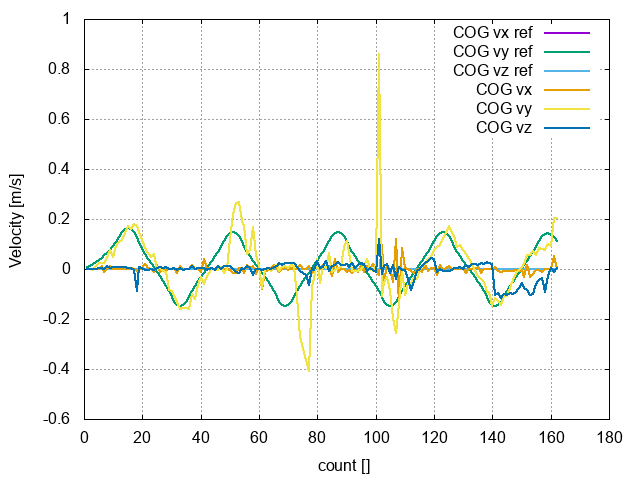 1
0.8
0.6
0.4
0.2
0
-0.2
-0.4
-0.6
Velocity [m/s]
COG vx ref
COG vy ref
COG vz ref
COG vx
COG vy
COG vz
0 20 40 60 80 100 120 140 160 180
count []